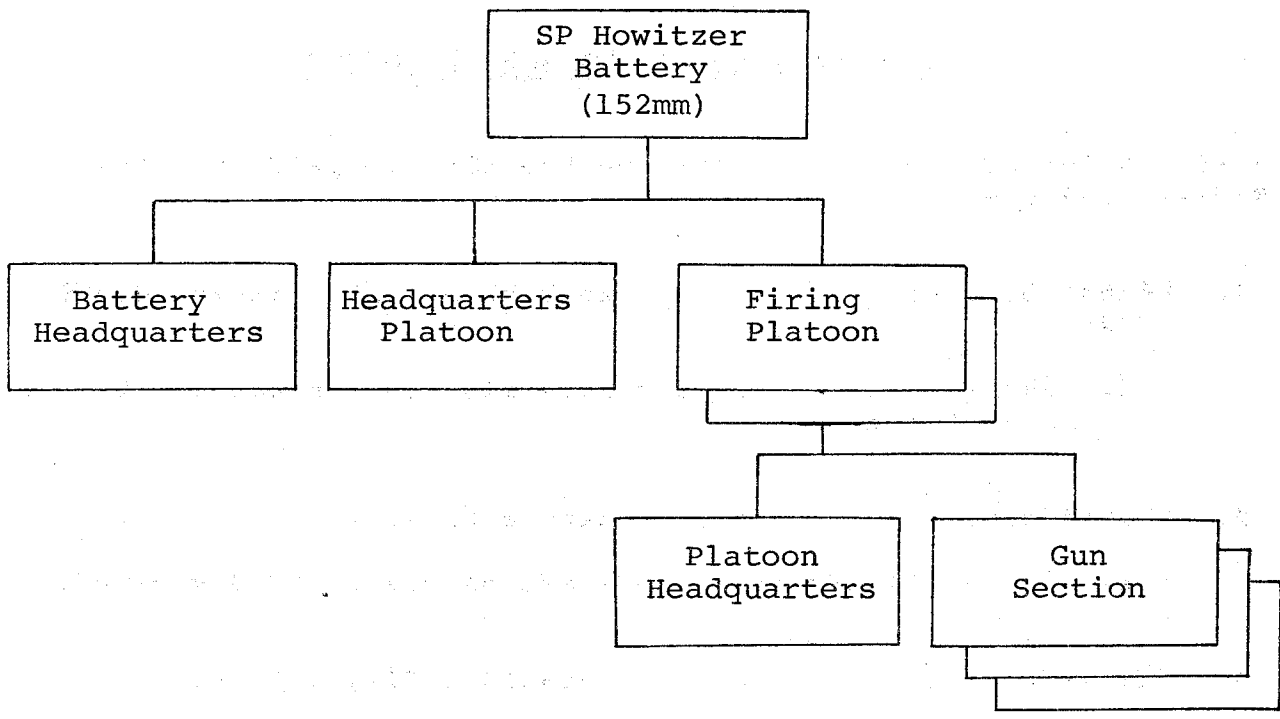 SP Howitzer
Battery
(152mm)
Battery
Headquarters
Headquarters
Platoon
Firing
Platoon
Platoon
Headquarters
Gun
Section